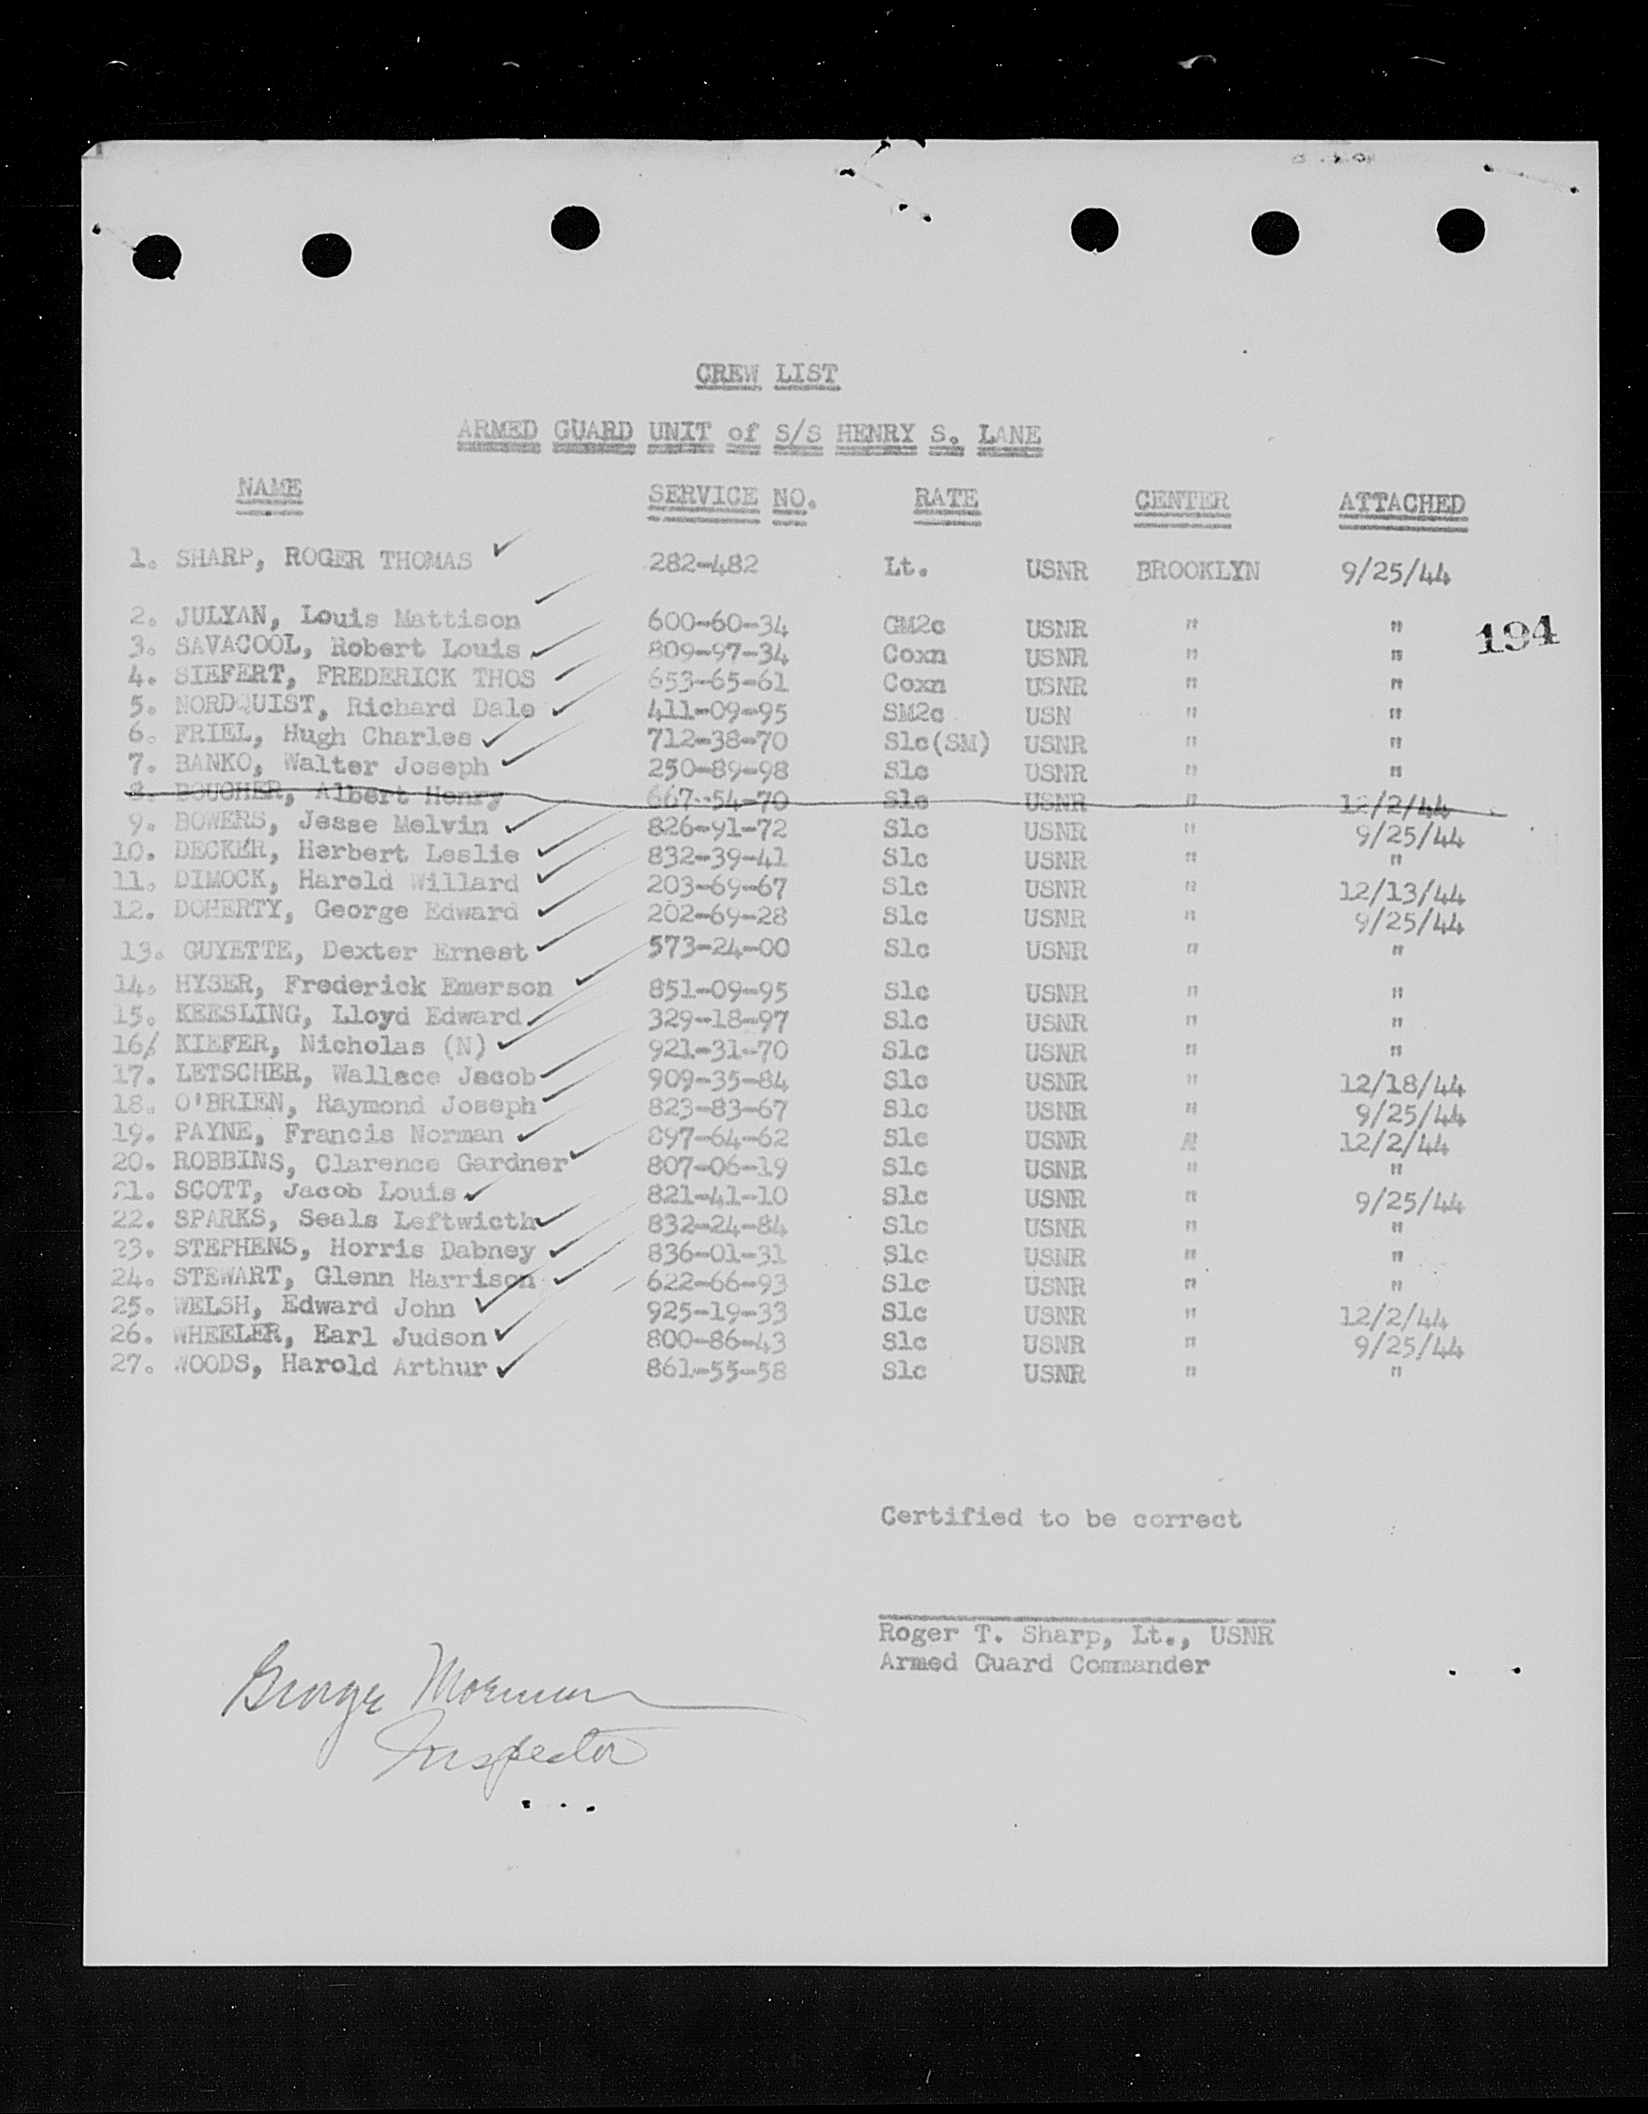 CREW LIST
ARMED GUARD UNIT of S/S HENRY S. LANE
NAME SERVICE NO. RATE CENTER ATTACHED
1. SHARP, ROGER THOMAS 282-482 Lt. USNR BROOKLYN 9/25/44
2. JULYAN, Louis Mattison 600-60-34 GM2c USNR " "
194
3. SAVACOOL, Robert Louis 809-97-34 Coxn USNR " "
4. SIEFERT, FREDERICK THOS 653-65-61 Coxn USNR " "
5. NORDQUIST, Richard Dale 411-09-95 SM2c USN " "
6. FRIEL, Hugh Charles 712-38-70 S1c(SM) USNR " "
7. BANKO, Walter Joseph 250-89-98 S1c USNR " "
8. BOUCHER, Albert Henry 667-54-70 S1c USNR " 12/2/44
9. BOWERS, Jesse Melvin 826-91-72 S1c USNR " 9/25/44
10. DECKER, Herbert Leslie 832-39-41 S1c USNR " "
11. DIMOCK, Harold Willard 203-69-67 S1c USNR " 12/13/44
12. DOHERTY, George Edward 202-69-28 S1c USNR " 9/25/44
13. GUYETTE, Dexter Ernest 573-24-00 S1c USNR " "
14. HYSER, Frederick Emerson 851-09-95 S1c USNR " "
15. KEESLING, Lloyd Edward 329-18-97 S1c USNR " "
16/ KIEFER, Nicholas (N) 921-31-70 S1c USNR " "
17. LETSCHER, Wallace Jacob 909-35-84 S1c USNR " 12/18/44
18. O'BRIEN, Raymond Joseph 823-83-67 S1c USNR " 9/25/44
19. PAYNE, Francis Norman 897-64-62 S1c USNR " 12/2/44
20. ROBBINS, Clarence Gardner 807-06-19 S1c USNR " "
21. SCOTT, Jacob Louis 821-41-10 S1c USNR " 9/25/44
22. SPARKS, Seals Leftwicth 832-24-84 S1c USNR " "
23. STEPHENS, Horris Dabney 836-01-31 S1c USNR " "
24. STEWART, Glenn Harrison 622-66-93 S1c USNR " "
25. WELSH, Edward John 925-19-33 S1c USNR " 12/2/44
26. WHEELER, Earl Judson 800-86-43 S1c USNR " 9/25/44
27. WOODS, Harold Arthur 861-55-58 S1c USNR " "
Certified to be correct
Roger T. Sharp, Lt., USNR
Armed Guard Commander
George
Inspector